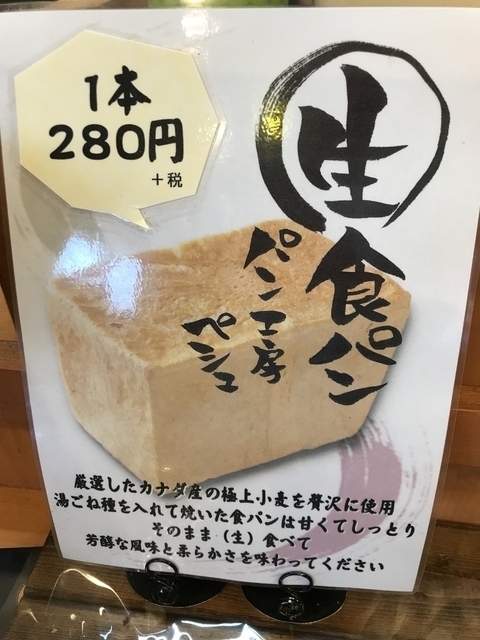 1本
280円
+税
生食パン
パン工房
ペシュ
厳選したカナダ産の極上小麦を贅沢に使用
湯ごね種を入れて焼いた食パンは甘くてしっとり
そのまま（生）食べて
芳醇な風味と柔らかさを味わってください